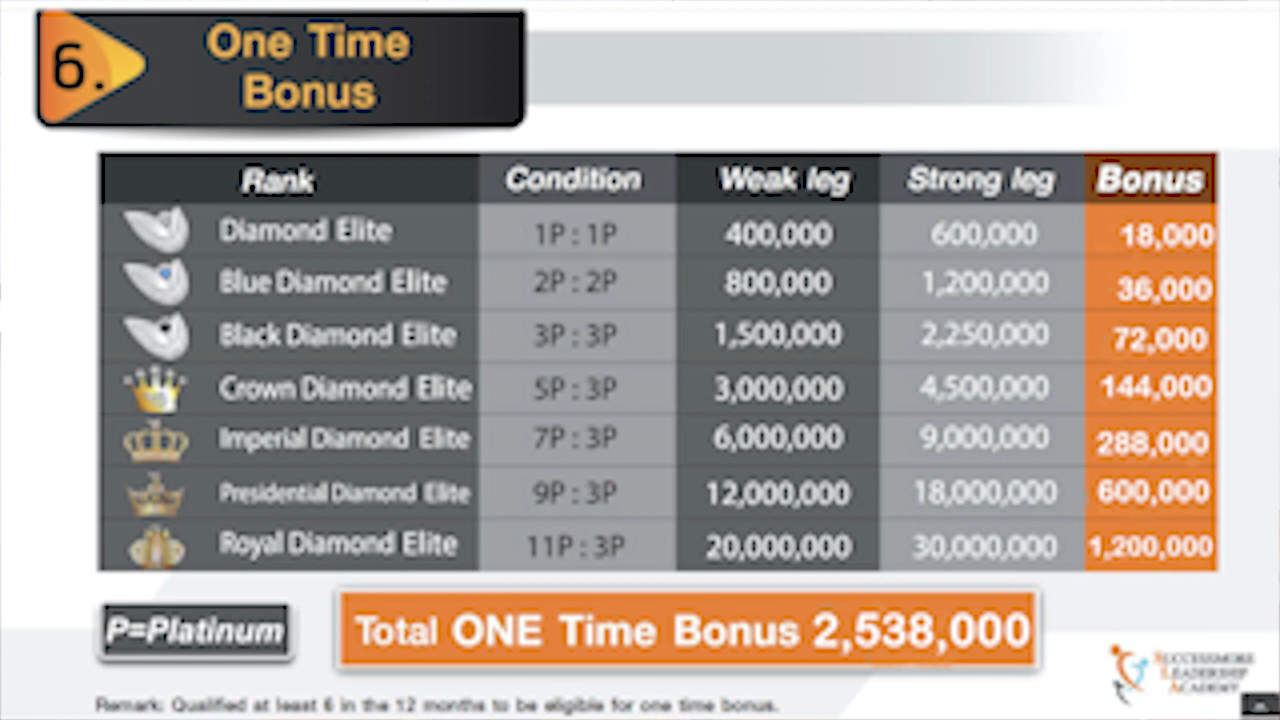 6.
One Time
Bonus
Rank Condition Weak leg Strong leg Bonus
Diamond Elite 1P : 1P 400,000 600,000 18,000
Blue Diamond Elite 2P : 2P 800,000 1,200,000 36,000
Black Diamond Elite 3P : 3P 1,500,000 2,250,000 72,000
Crown Diamond Elite 5P : 3P 3,000,000 4,500,000 144,000
Imperial Diamond Elite 7P : 3P 6,000,000 9,000,000 288,000
Presidential Diamond Elite 9P : 3P 12,000,000 18,000,000 600,000
Royal Diamond Elite 11P : 3P 20,000,000 30,000,000 1,200,000
P=Platinum
Total ONE Time Bonus 2,538,000
SUCCESSMORE
LEADERSHIP
ACADEMY
Remark: Qualified at least 6 in the 12 months to be eligible for one time bonus.